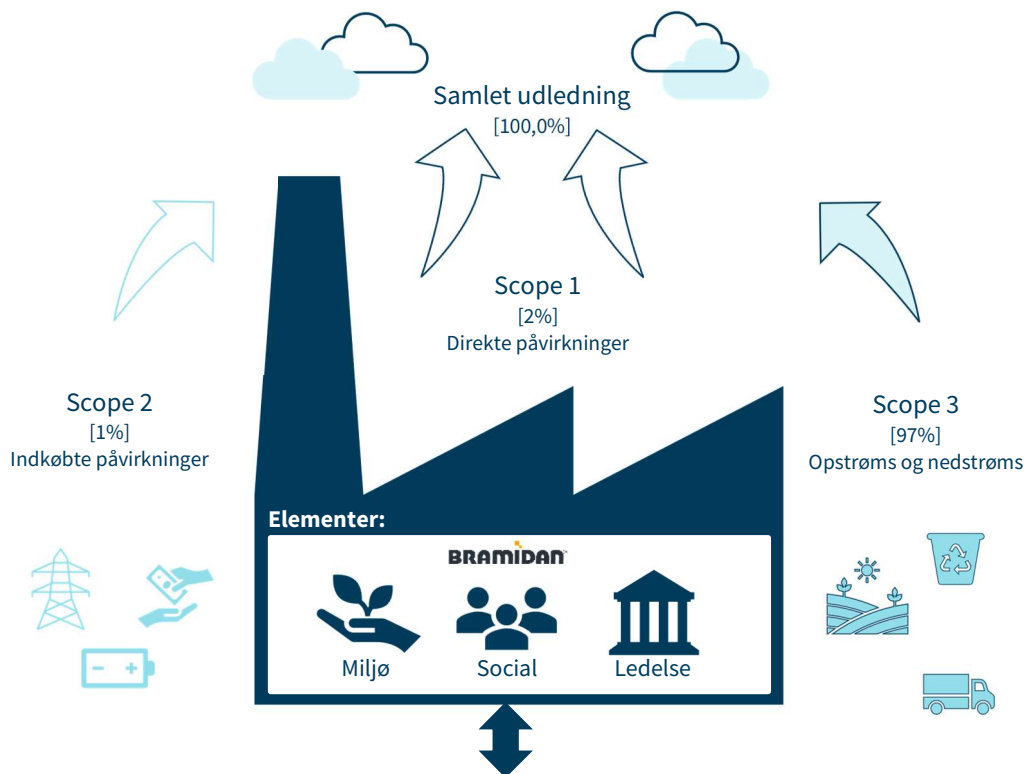 Samlet udledning
[100,0%]
Scope 1
[2%]
Direkte påvirkninger
Scope 2
[1%]
Indkøbte påvirkninger
Scope 3
[97%]
Opstrøms og nedstrøms
Elementer:
BRAMIDAN
Miljø
Social
Ledelse